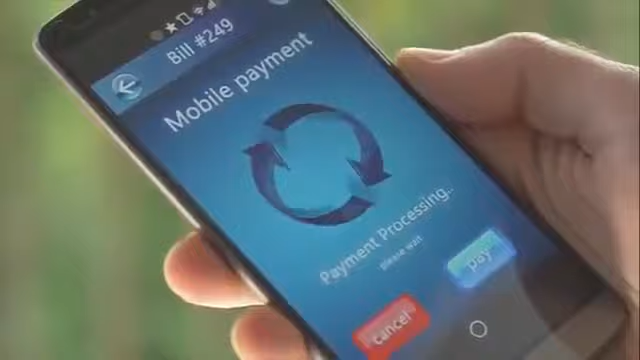 Bill #249
Mobile payment
Payment Processing..
please wait
pay
cancel